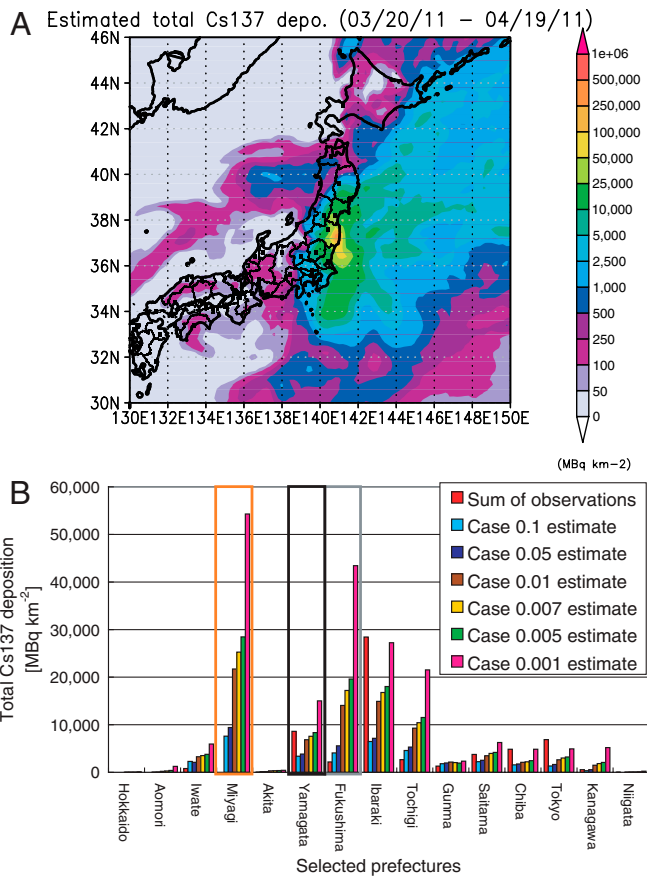 A Estimated total Cs137 depo. (03/20/11 – 04/19/11)
46N
44N
42N
40N
38N
36N
34N
32N
30N
130E 132E 134E 136E 138E 140E 142E 144E 146E 148E 150E
1e+06
500,000
250,000
100,000
50,000
25,000
10,000
5,000
2,500
1,000
500
250
100
50
0
(MBq km−2)
B
Total Cs137 deposition
[MBq km-2]
60,000
50,000
40,000
30,000
20,000
10,000
0
Sum of observations
Case 0.1 estimate
Case 0.05 estimate
Case 0.01 estimate
Case 0.007 estimate
Case 0.005 estimate
Case 0.001 estimate
Hokkaido
Aomori
Iwate
Miyagi
Akita
Yamagata
Fukushima
Ibaraki
Tochigi
Gunma
Saitama
Chiba
Tokyo
Kanagawa
Niigata
Selected prefectures